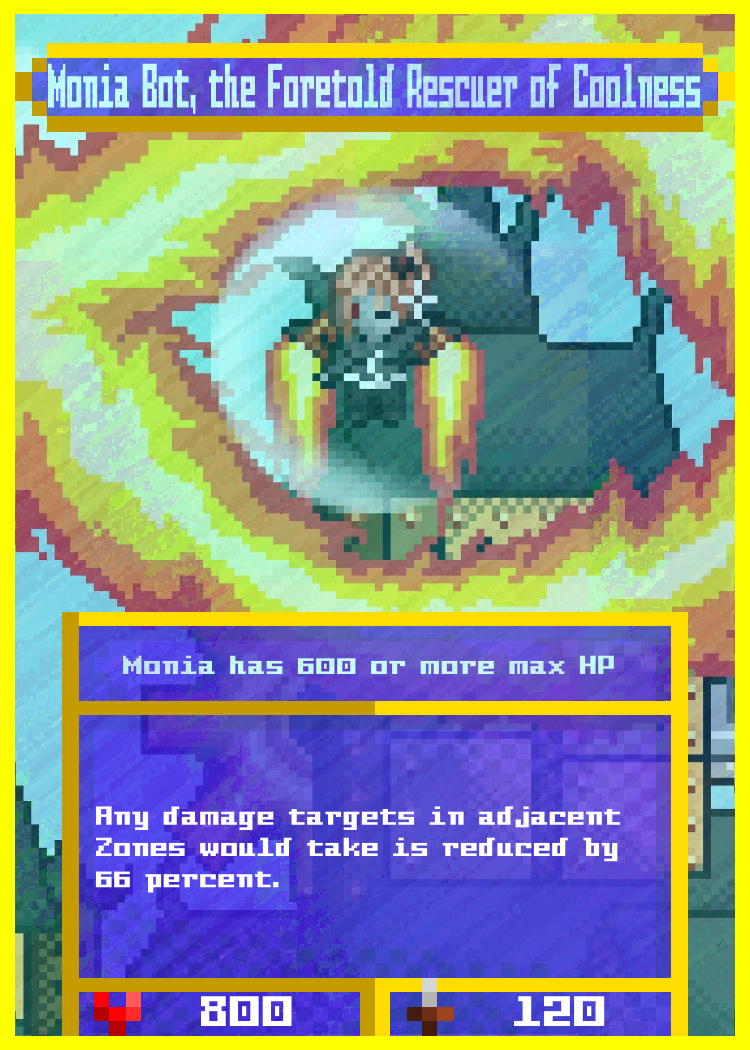 Monia Bot, the Foretold Rescuer of Coolness
Monia has 600 or more max HP
Any damage targets in adjacent
Zones would take is reduced by
66 percent.
800
120